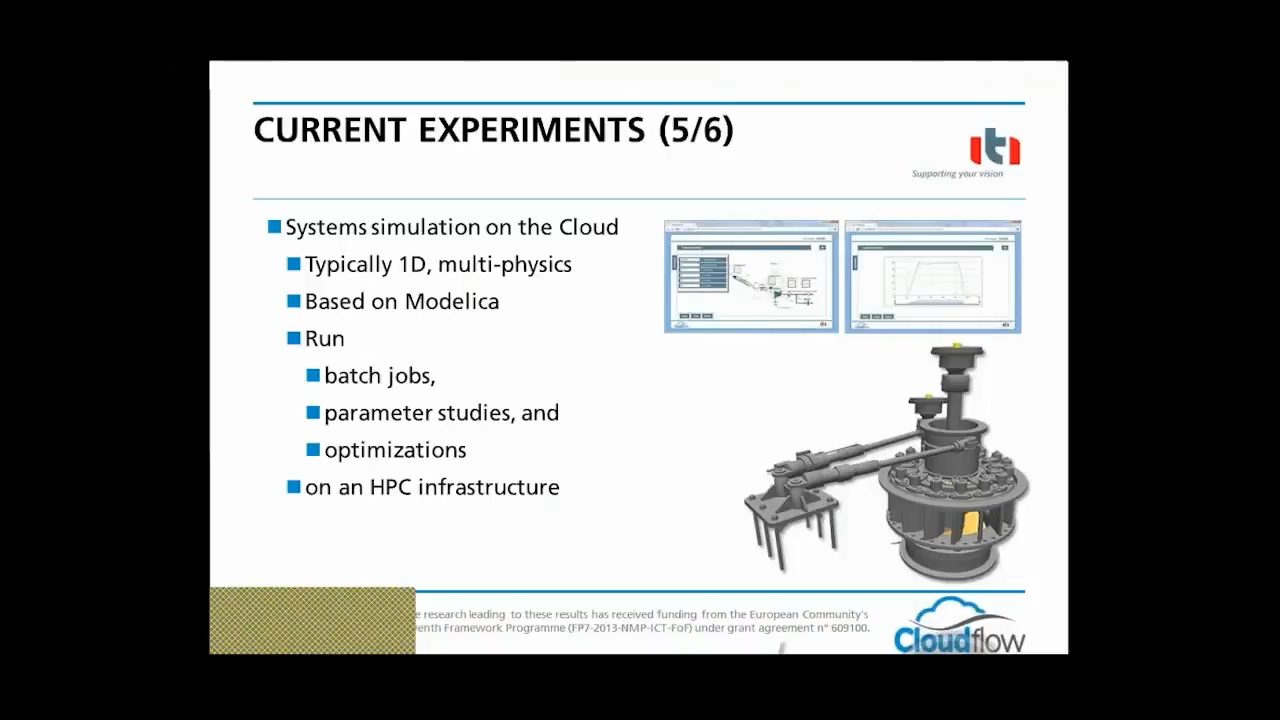 CURRENT EXPERIMENTS (5/6)
iti
Supporting your vision
Systems simulation on the Cloud
Typically 1D, multi-physics
Based on Modelica
Run
batch jobs,
parameter studies, and
optimizations
on an HPC infrastructure
research leading to these results has received funding from the European Community's
Framework Programme (FP7-2013-NMP-ICT-FoF) under grant agreement n° 609100.
Cloudflow